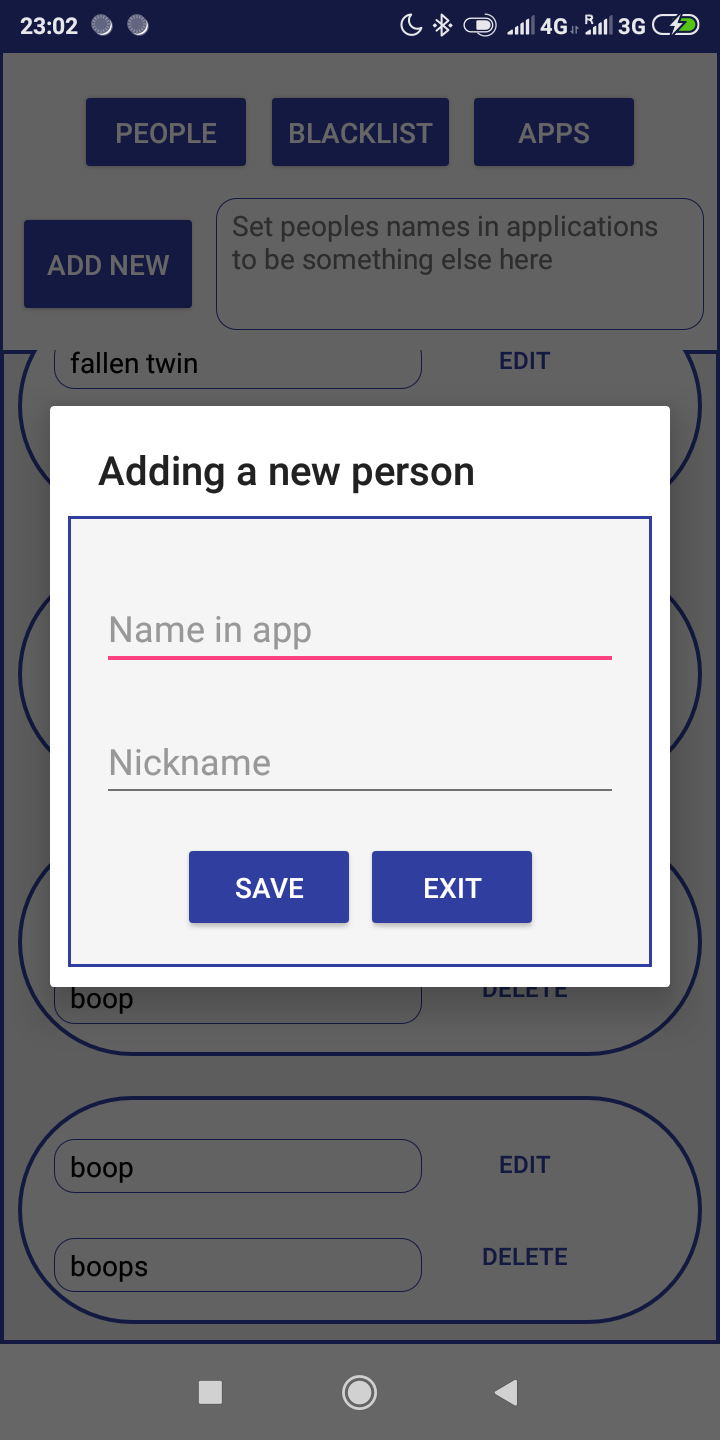 23:02
4G R 3G
PEOPLE BLACKLIST APPS
ADD NEW
Set peoples names in applications
to be something else here
fallen twin EDIT
Adding a new person
Name in app
Nickname
SAVE EXIT
boop DELETE
boop EDIT
boops DELETE